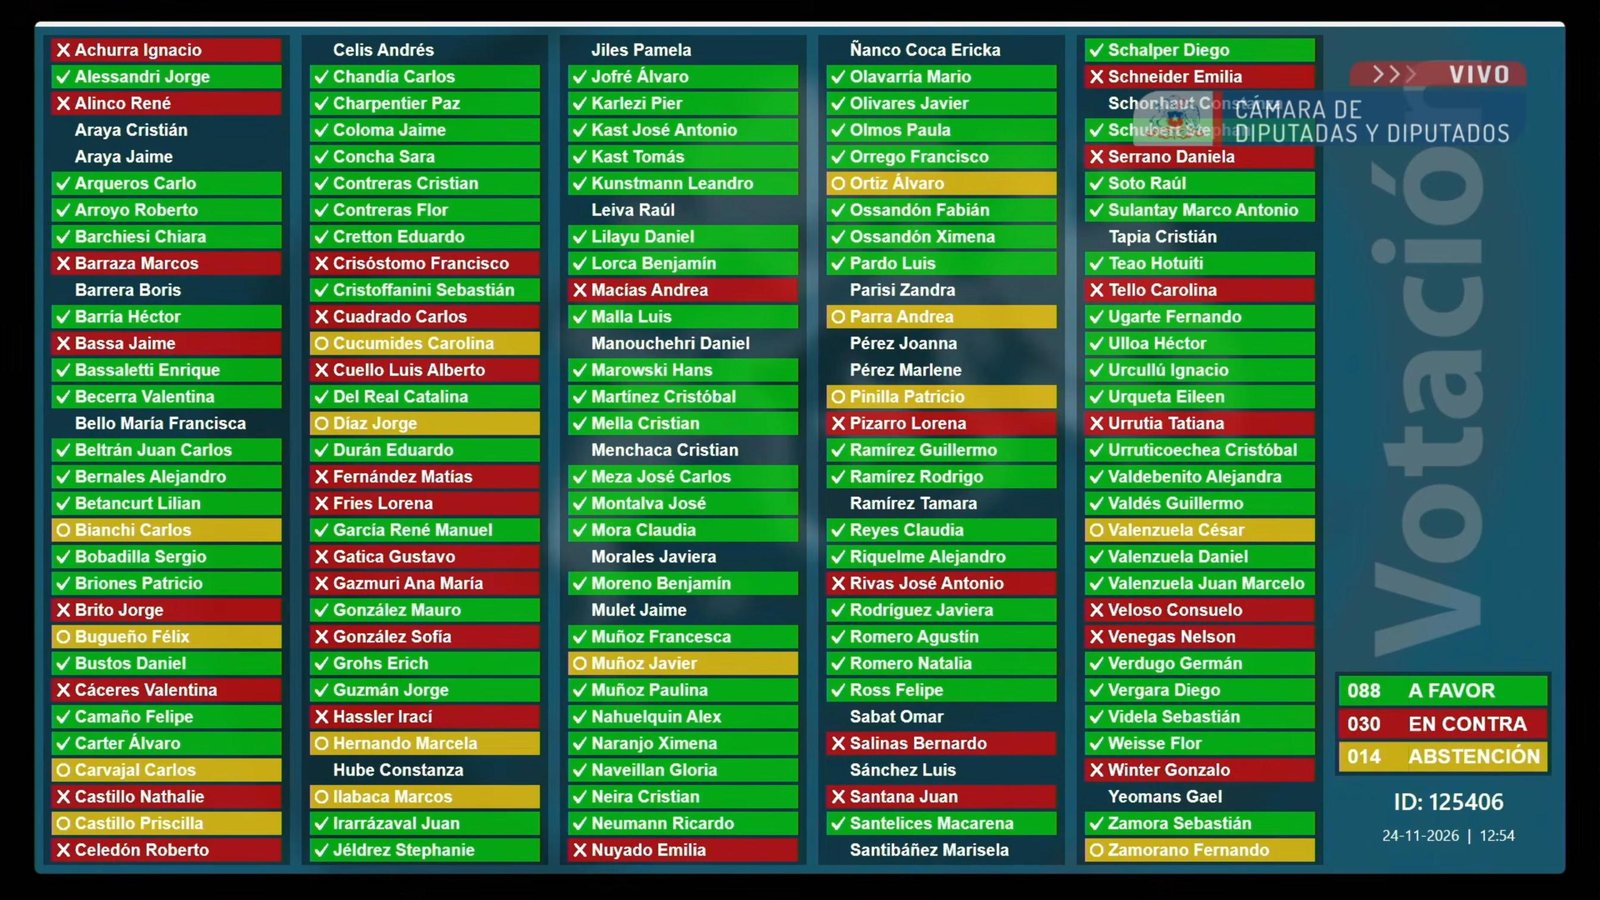 Achurra Ignacio
Alessandri Jorge
Alinco René
Araya Cristián
Araya Jaime
Arqueros Carlo
Arroyo Roberto
Barchiesi Chiara
Barraza Marcos
Barrera Boris
Barría Héctor
Bassa Jaime
Bassaletti Enrique
Becerra Valentina
Bello María Francisca
Beltrán Juan Carlos
Bernales Alejandro
Betancurt Lilian
Bianchi Carlos
Bobadilla Sergio
Briones Patricio
Brito Jorge
Bugueño Félix
Bustos Daniel
Cáceres Valentina
Camaño Felipe
Carter Álvaro
Carvajal Carlos
Castillo Nathalie
Castillo Priscilla
Celedón Roberto
Celis Andrés
Chandía Carlos
Charpentier Paz
Coloma Jaime
Concha Sara
Contreras Cristian
Contreras Flor
Cretton Eduardo
Crisóstomo Francisco
Cristoffanini Sebastián
Cuadrado Carlos
Cucumides Carolina
Cuello Luis Alberto
Del Real Catalina
Díaz Jorge
Durán Eduardo
Fernández Matías
Fries Lorena
García René Manuel
Gatica Gustavo
Gazmuri Ana María
González Mauro
González Sofía
Grohs Erich
Guzmán Jorge
Hassler Irací
Hernando Marcela
Hube Constanza
Ilabaca Marcos
Irarrázaval Juan
Jéldrez Stephanie
Jiles Pamela
Jofré Álvaro
Karlezi Pier
Kast José Antonio
Kast Tomás
Kunstmann Leandro
Leiva Raúl
Lilayu Daniel
Lorca Benjamín
Macías Andrea
Malla Luis
Manouchehri Daniel
Marowski Hans
Martínez Cristóbal
Mella Cristian
Menchaca Cristian
Meza José Carlos
Montalva José
Mora Claudia
Morales Javiera
Moreno Benjamín
Mulet Jaime
Muñoz Francesca
Muñoz Javier
Muñoz Paulina
Nahuelquin Alex
Naranjo Ximena
Naveillan Gloria
Neira Cristian
Neumann Ricardo
Nuyado Emilia
Ñanco Coca Ericka
Olavarría Mario
Olivares Javier
Olmos Paula
Orrego Francisco
Ortiz Álvaro
Ossandón Fabián
Ossandón Ximena
Pardo Luis
Parisi Zandra
Parra Andrea
Pérez Joanna
Pérez Marlene
Pinilla Patricio
Pizarro Lorena
Ramírez Guillermo
Ramírez Rodrigo
Ramírez Tamara
Reyes Claudia
Riquelme Alejandro
Rivas José Antonio
Rodríguez Javiera
Romero Agustín
Romero Natalia
Ross Felipe
Sabat Omar
Salinas Bernardo
Sánchez Luis
Santana Juan
Santelices Macarena
Santibáñez Marisela
Schalper Diego
Schneider Emilia
Schonhaut Constanza
Schubert Stephan
Serrano Daniela
Soto Raúl
Sulantay Marco Antonio
Tapia Cristián
Teao Hotuiti
Tello Carolina
Ugarte Fernando
Ulloa Héctor
Urcullú Ignacio
Urqueta Eileen
Urrutia Tatiana
Urruticoechea Cristóbal
Valdebenito Alejandra
Valdés Guillermo
Valenzuela César
Valenzuela Daniel
Valenzuela Juan Marcelo
Veloso Consuelo
Venegas Nelson
Verdugo Germán
Vergara Diego
Videla Sebastián
Weisse Flor
Winter Gonzalo
Yeomans Gael
Zamora Sebastián
Zamorano Fernando
VIVO
CÁMARA DE
DIPUTADAS Y DIPUTADOS
Votación
088 A FAVOR
030 EN CONTRA
014 ABSTENCIÓN
ID: 125406
24-11-2026 | 12:54